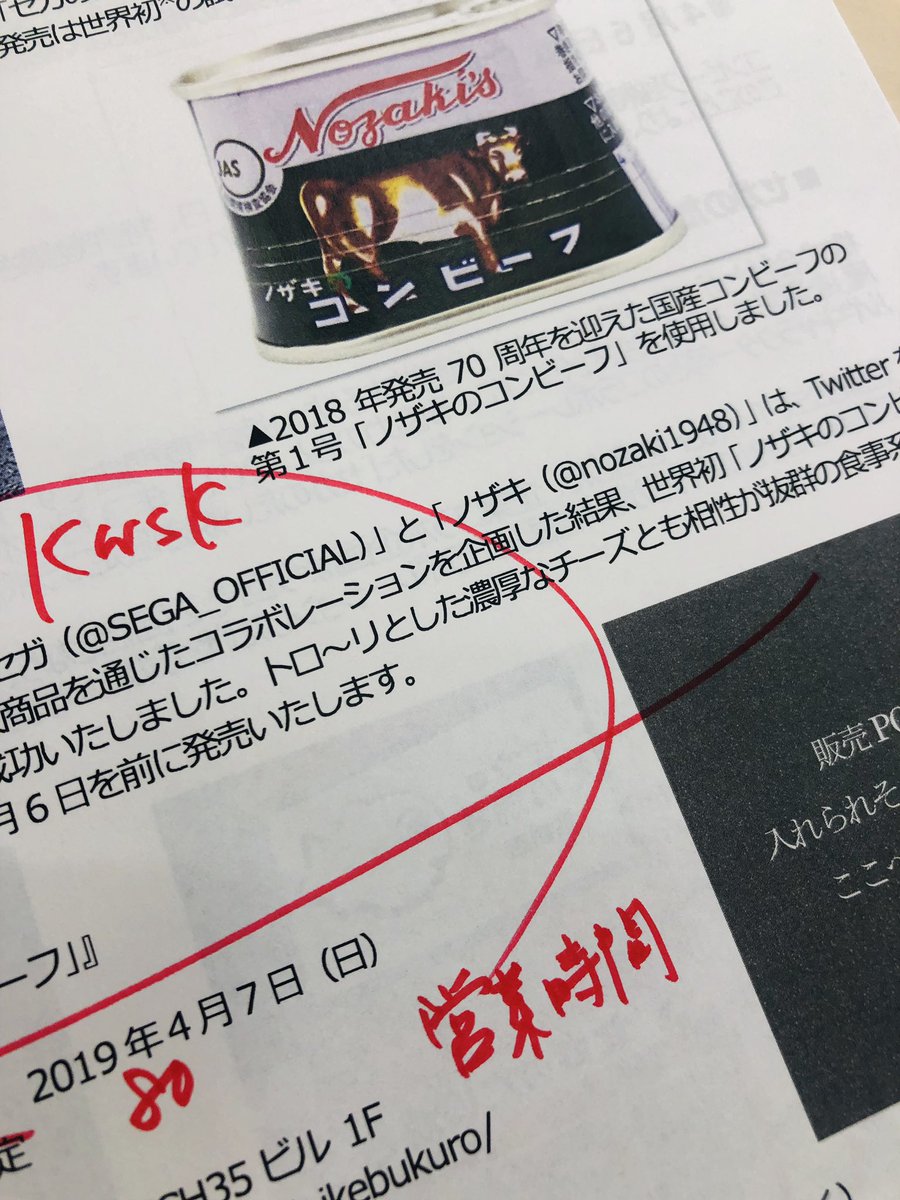 発売は世界初※の試
Nozaki's
JAS
ノザキ
コンビーフ
▲2018 年発売 70 周年を迎えた国産コンビーフの
第1号「ノザキのコンビーフ」を使用しました。
kwsk
セガ（@SEGA_OFFICIAL）」と「ノザキ（@nozaki1948）」は、Twitter
商品を通じたコラボレーションを企画した結果、世界初「ノザキのコンビ
成功いたしました。トロ～リとした濃厚なチーズとも相性が抜群の食事系
月6日を前に発売いたします。
販売 PO
入れられそ
ここへ
ーフ」』
2019年4月7日（日）
営業時間
80
定
CH35 ビル 1F
ikebukuro/